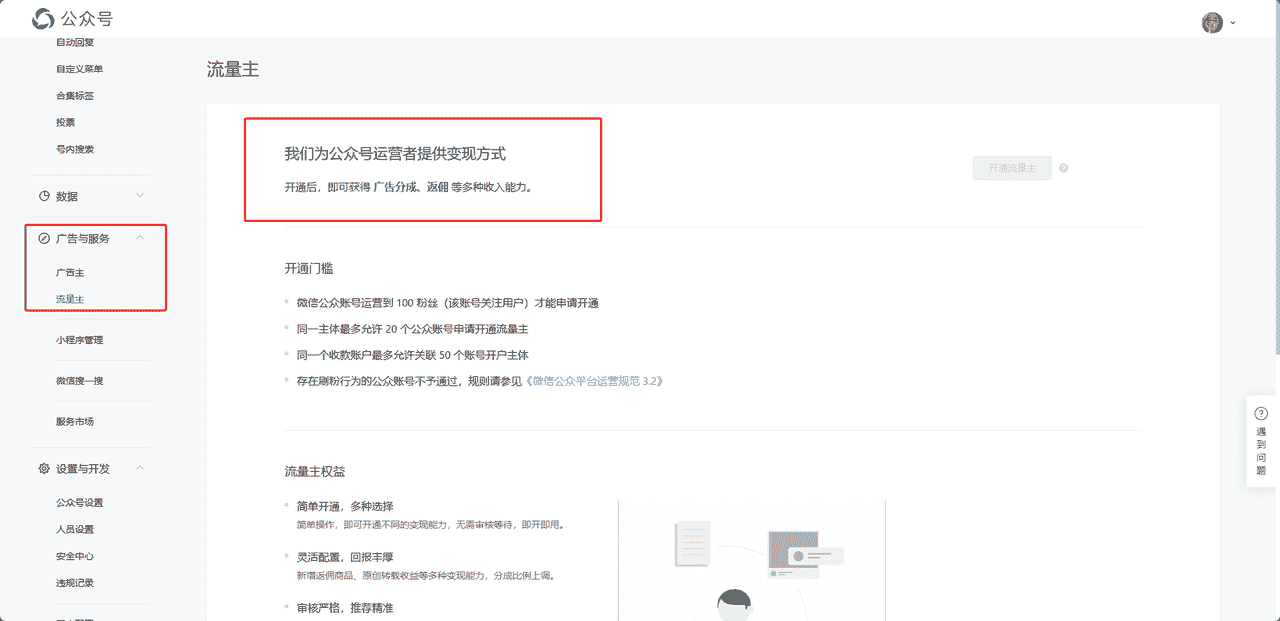 公众号
自动回复
自定义菜单
合集标签
投票
号内搜索
数据
广告与服务
广告主
流量主
小程序管理
微信搜一搜
服务市场
设置与开发
公众号设置
人员设置
安全中心
违规记录
流量主
我们为公众号运营者提供变现方式
开通后，即可获得 广告分成、返佣 等多种收入能力。
开通流量主
开通门槛
微信公众账号运营到 100 粉丝（该账号关注用户）才能申请开通
同一主体最多允许 20 个公众账号申请开通流量主
同一个收款账户最多允许关联 50 个账号开户主体
存在刷粉行为的公众账号不予通过，规则请参见《微信公众平台运营规范 3.2》
流量主权益
简单开通，多种选择
简单操作，即可开通不同的变现能力，无需审核等待，即开即用。
灵活配置，回报丰厚
新增返佣商品、原创转载收益等多种变现能力，分成比例上调。
审核严格，推荐精准
遇到问题